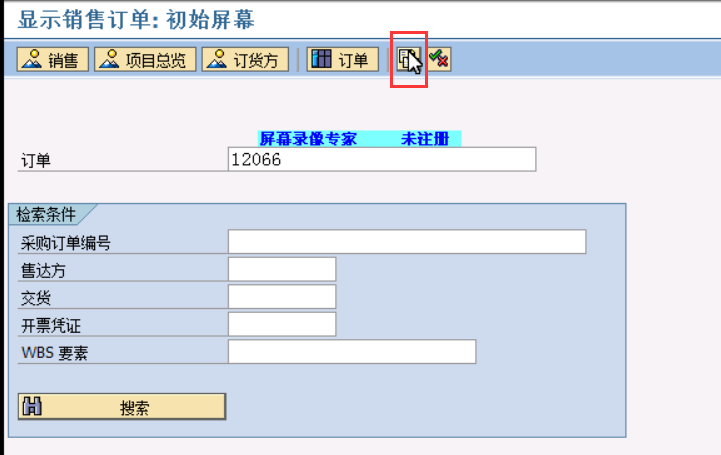 显示销售订单: 初始屏幕
销售 项目总览 订货方 订单
屏幕录像专家 未注册
订单 12066
检索条件
采购订单编号
售达方
交货
开票凭证
WBS 要素
搜索